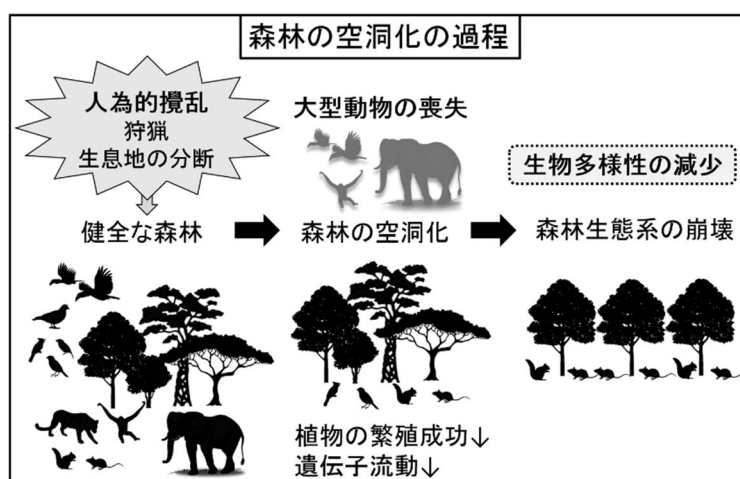 森林の空洞化の過程
人為的攪乱
狩猟
生息地の分断
健全な森林
大型動物の喪失
森林の空洞化
植物の繁殖成功↓
遺伝子流動↓
生物多様性の減少
森林生態系の崩壊